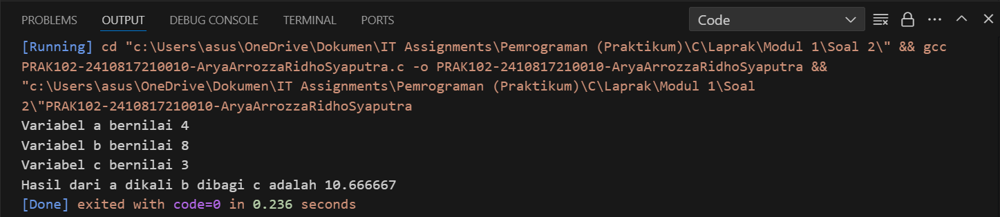 PROBLEMS OUTPUT DEBUG CONSOLE TERMINAL PORTS Code
[Running] cd "c:\Users\asus\OneDrive\Dokumen\IT Assignments\Pemrograman (Praktikum)\C\Laprak\Modul 1\Soal 2\" && gcc
PRAK102-2410817210010-AryaArrozzaRidhoSyaputra.c -o PRAK102-2410817210010-AryaArrozzaRidhoSyaputra &&
"c:\Users\asus\OneDrive\Dokumen\IT Assignments\Pemrograman (Praktikum)\C\Laprak\Modul 1\Soal
2\"PRAK102-2410817210010-AryaArrozzaRidhoSyaputra
Variabel a bernilai 4
Variabel b bernilai 8
Variabel c bernilai 3
Hasil dari a dikali b dibagi c adalah 10.666667
[Done] exited with code=0 in 0.236 seconds